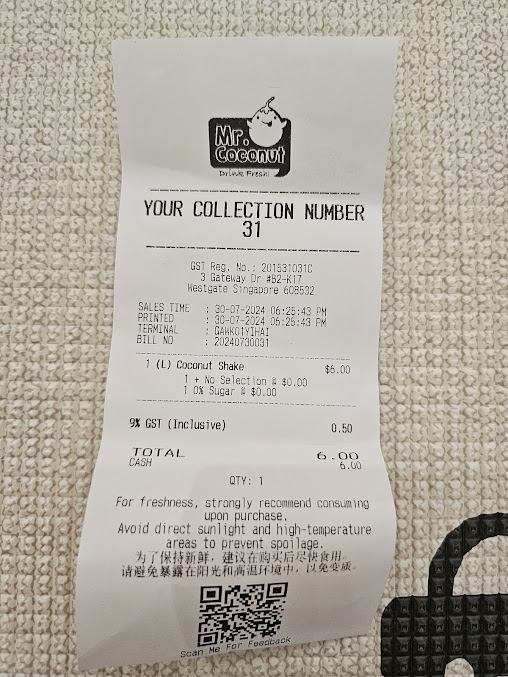 Mr.
Coconut
Drink Fresh!
YOUR COLLECTION NUMBER
31
GST Reg. No.: 201531031C
3 Gateway Dr #B2-K17
Westgate Singapore 608532
SALES TIME : 30-07-2024 06:25:43 PM
PRINTED : 30-07-2024 06:25:43 PM
TERMINAL : GAWK01YIHAI
BILL NO : 20240730031
1 (L) Coconut Shake $6.00
1 + No Selection @ $0.00
1 0% Sugar @ $0.00
9% GST (Inclusive) 0.50
TOTAL 6.00
CASH 6.00
QTY: 1
For freshness, strongly recommend consuming
upon purchase.
Avoid direct sunlight and high-temperature
areas to prevent spoilage.
为了保持新鲜，建议在购买后尽快食用。
请避免暴露在阳光和高温环境中，以免变质。
Scan Me For Feedback